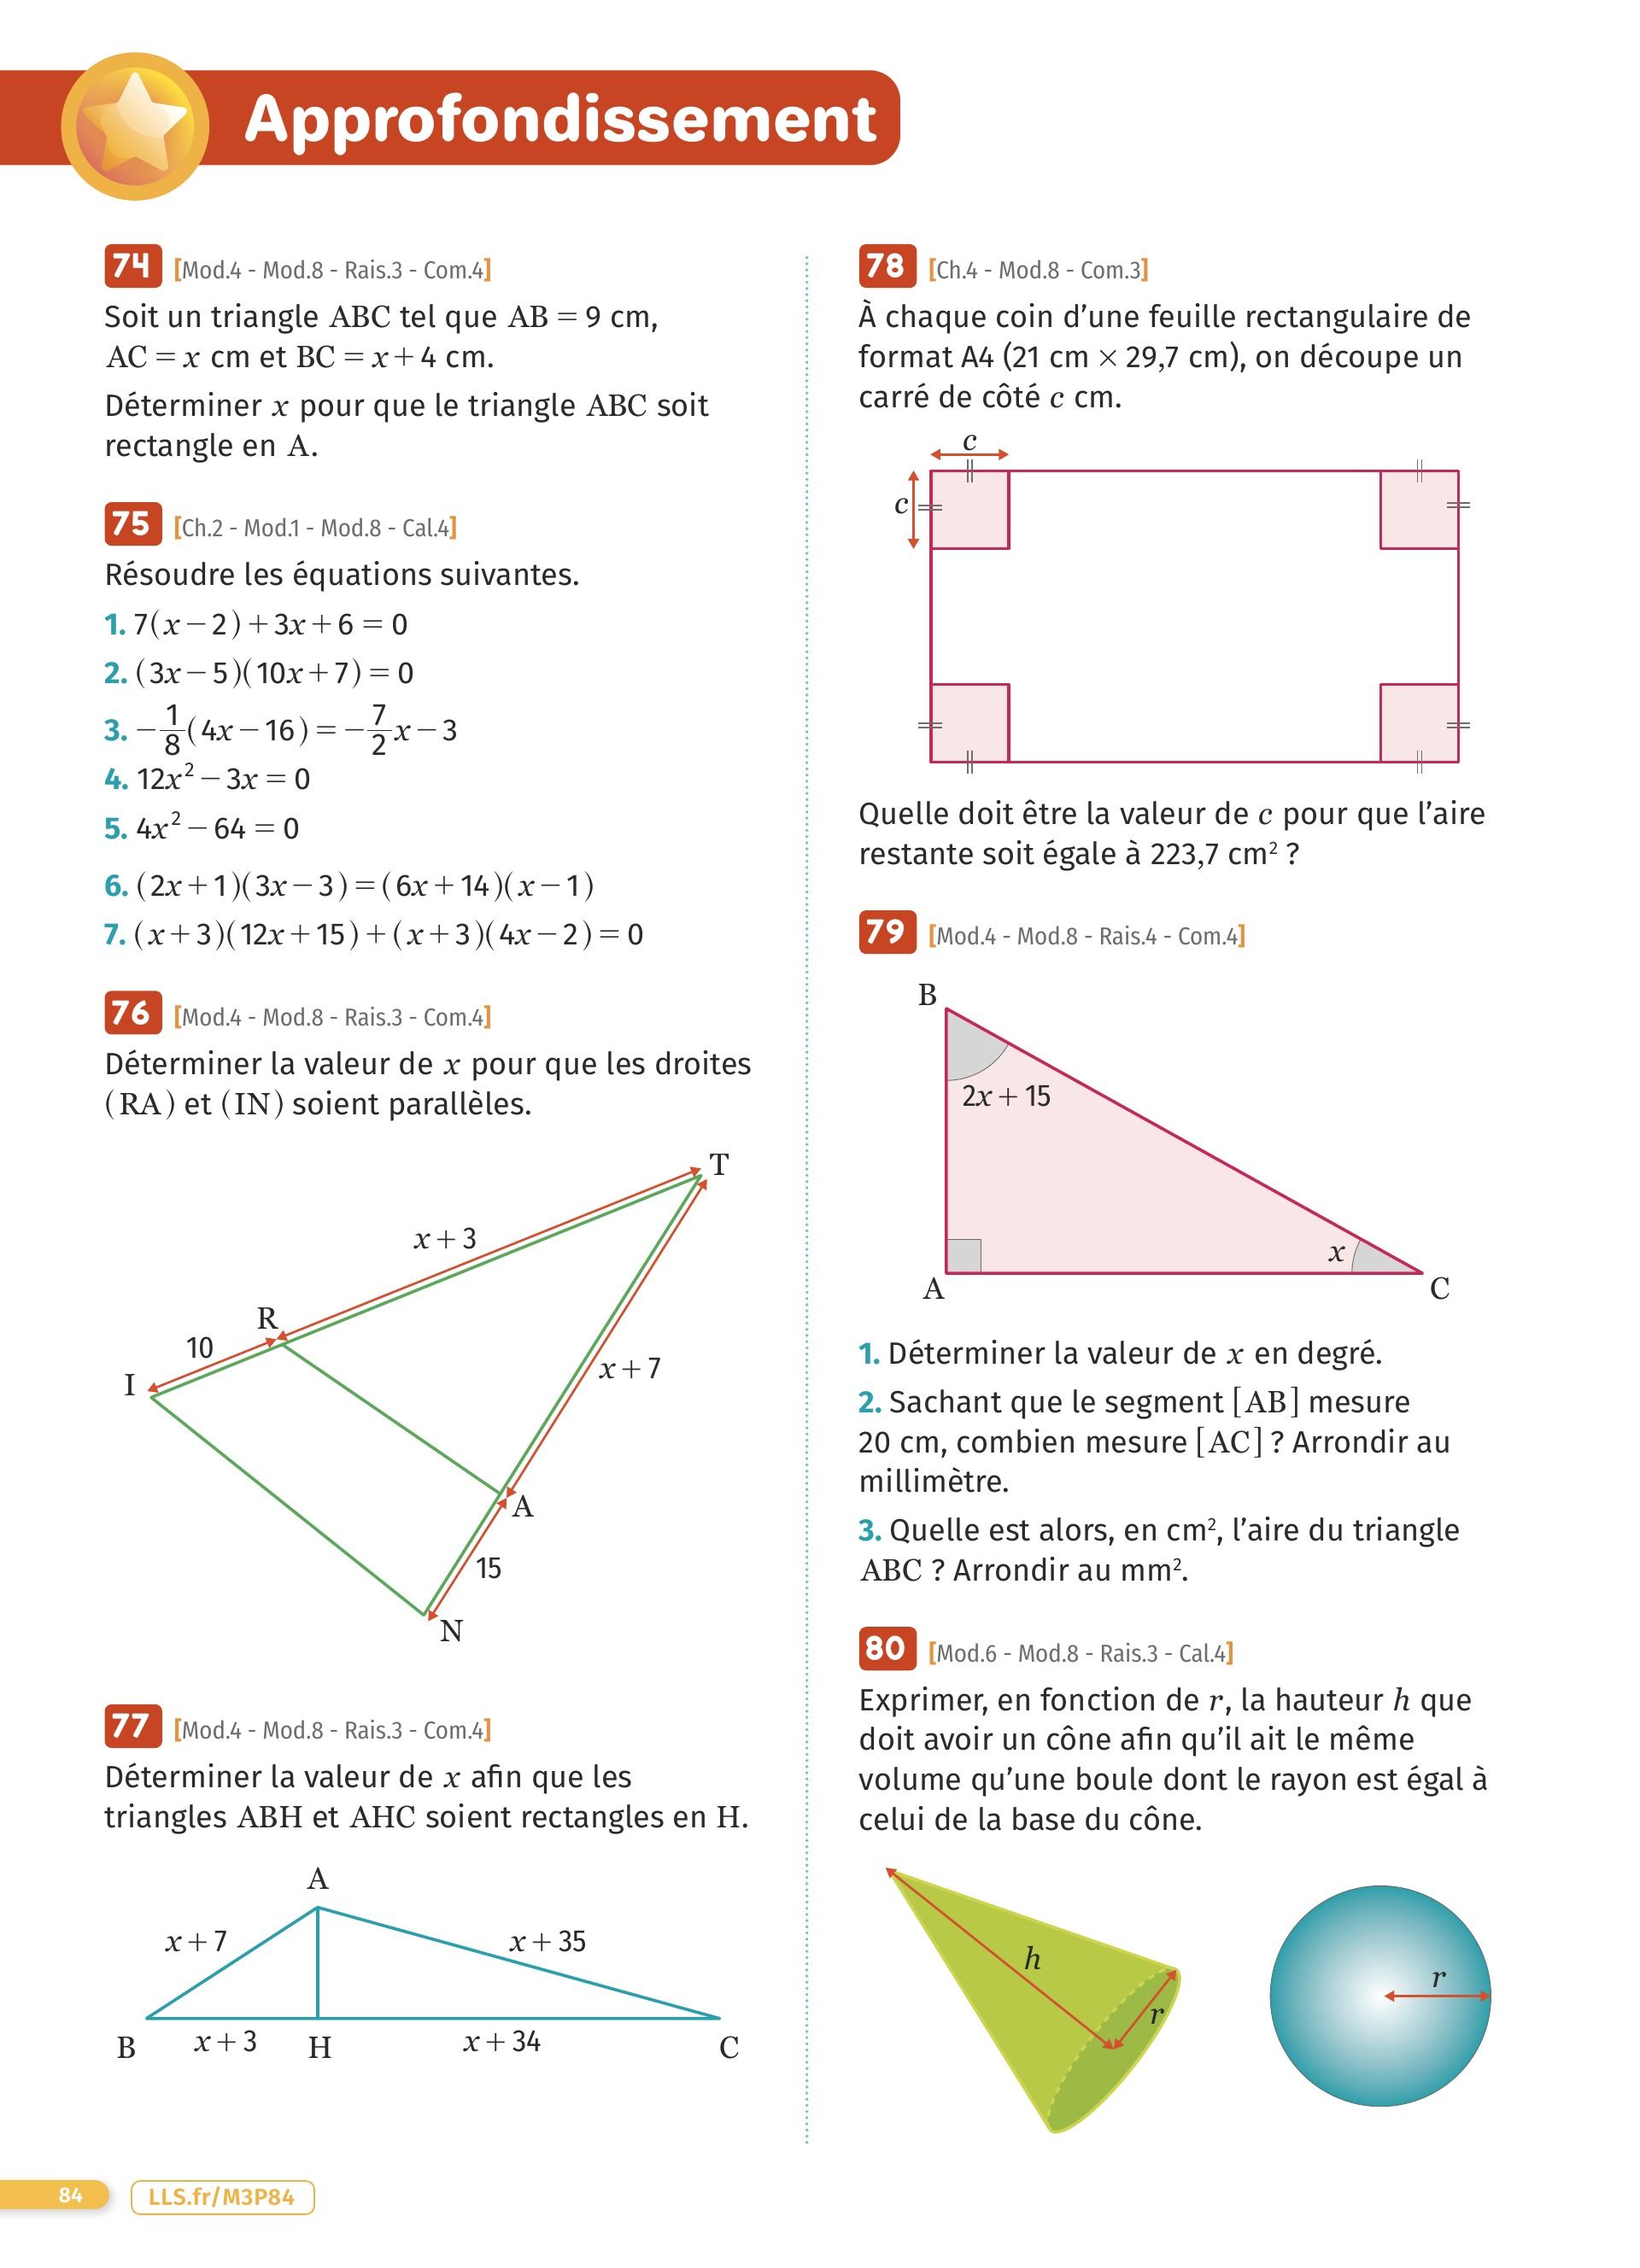 Approfondissement
74 [Mod.4 - Mod.8 - Rais.3 - Com.4]
Soit un triangle ABC tel que AB = 9 cm,
AC = x cm et BC = x + 4 cm.
Déterminer x pour que le triangle ABC soit
rectangle en A.
75 [Ch.2 - Mod.1 - Mod.8 - Cal.4]
Résoudre les équations suivantes.
1. 7(x − 2) + 3x + 6 = 0
2. (3x − 5)(10x + 7) = 0
3. −1/8(4x − 16) = −7/2x − 3
4. 12x² − 3x = 0
5. 4x² − 64 = 0
6. (2x + 1)(3x − 3) = (6x + 14)(x − 1)
7. (x + 3)(12x + 15) + (x + 3)(4x − 2) = 0
76 [Mod.4 - Mod.8 - Rais.3 - Com.4]
Déterminer la valeur de x pour que les droites
(RA) et (IN) soient parallèles.
T
x + 3
R
10
x + 7
I
A
15
N
77 [Mod.4 - Mod.8 - Rais.3 - Com.4]
Déterminer la valeur de x afin que les
triangles ABH et AHC soient rectangles en H.
A
x + 7
x + 35
B
x + 3
H
x + 34
C
78 [Ch.4 - Mod.8 - Com.3]
À chaque coin d’une feuille rectangulaire de
format A4 (21 cm × 29,7 cm), on découpe un
carré de côté c cm.
c
c
Quelle doit être la valeur de c pour que l’aire
restante soit égale à 223,7 cm² ?
79 [Mod.4 - Mod.8 - Rais.4 - Com.4]
B
2x + 15
x
A
C
1. Déterminer la valeur de x en degré.
2. Sachant que le segment [AB] mesure
20 cm, combien mesure [AC] ? Arrondir au
millimètre.
3. Quelle est alors, en cm², l’aire du triangle
ABC ? Arrondir au mm².
80 [Mod.6 - Mod.8 - Rais.3 - Cal.4]
Exprimer, en fonction de r, la hauteur h que
doit avoir un cône afin qu’il ait le même
volume qu’une boule dont le rayon est égal à
celui de la base du cône.
h
r
r
84
LLS.fr/M3P84